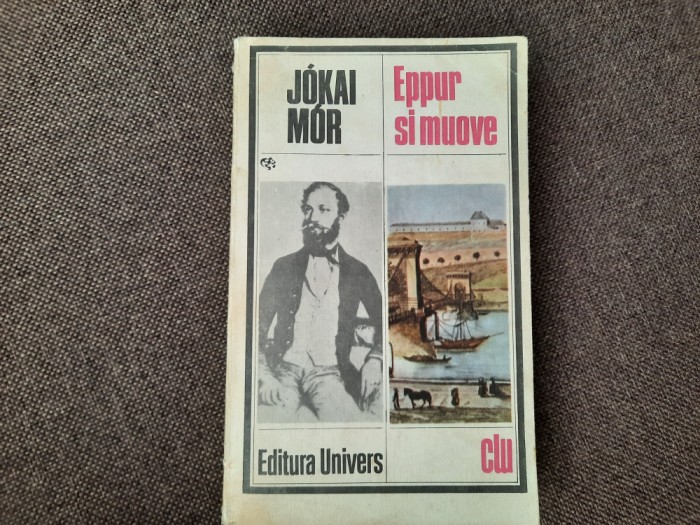 JÓKAI
MÓR
Eppur
si muove
Editura Univers
clu